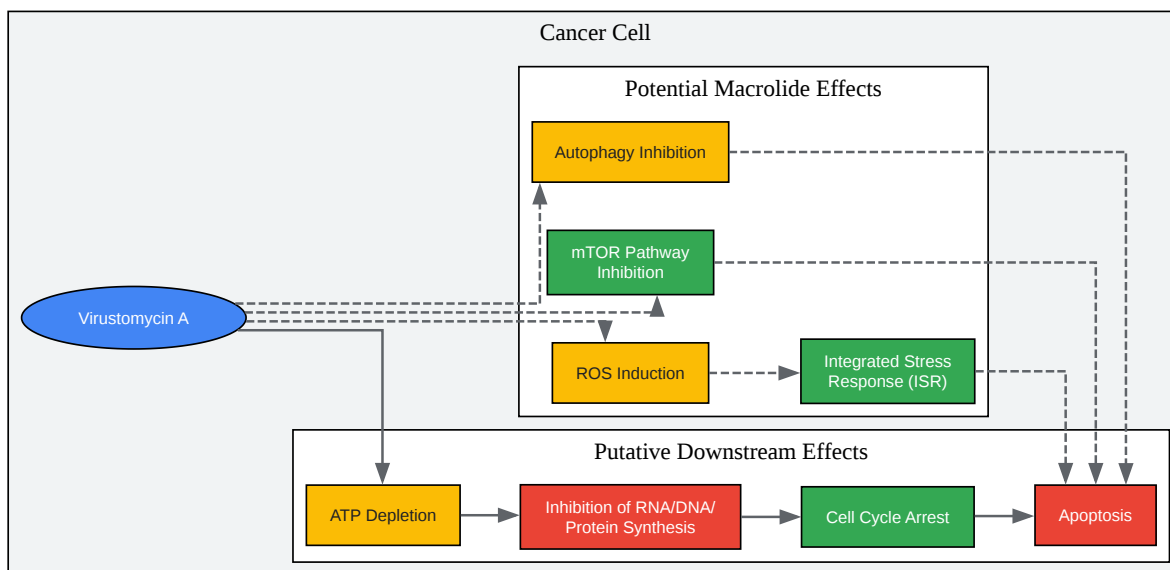 Cancer Cell
Potential Macrolide Effects
Autophagy Inhibition
mTOR Pathway
Inhibition
Virustomycin A
ROS Induction
Integrated Stress
Response (ISR)
Putative Downstream Effects
ATP Depletion
Inhibition of RNA/DNA/
Protein Synthesis
Cell Cycle Arrest
Apoptosis